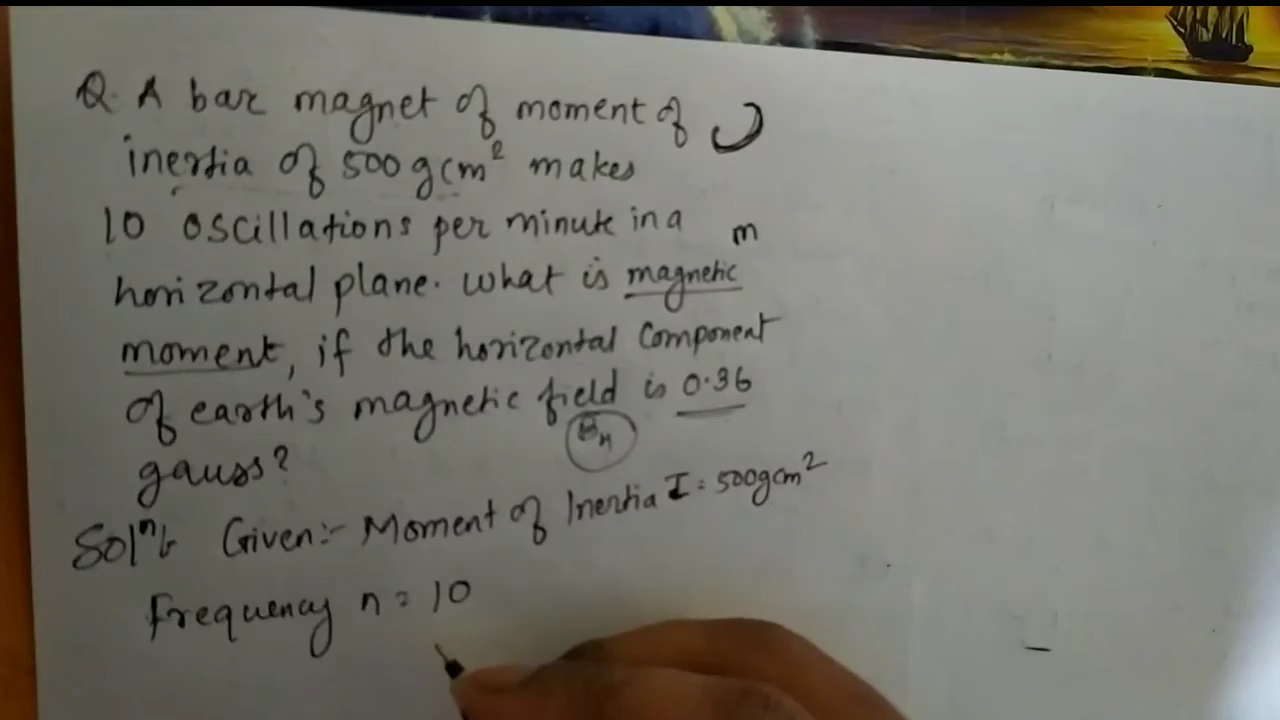 Q. A bar magnet of moment of
inertia of 500 gcm² makes
10 oscillations per minute in a m
horizontal plane. What is magnetic
moment, if the horizontal component
of earth's magnetic field is 0.36
B_H
gauss?
Solⁿ:- Given:- Moment of Inertia I = 500gcm²
Frequency n = 10